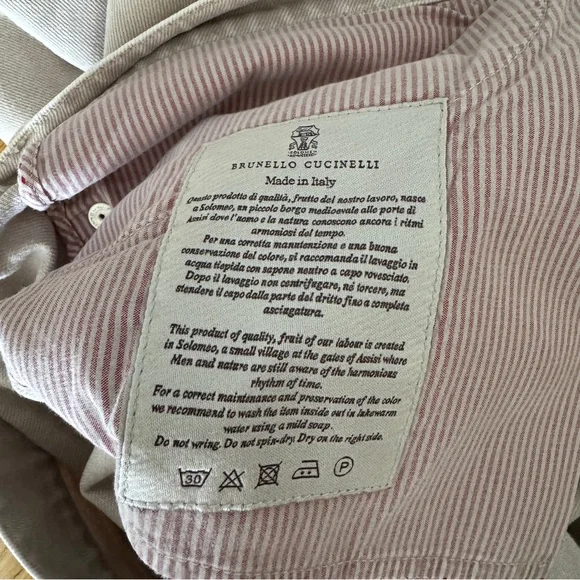 BRUNELLO CUCINELLI
Made in Italy
Questo prodotto di qualità, frutto del nostro lavoro, nasce
a Solomeo, un piccolo borgo medioevale alle porte di
Assisi dove l'uomo e la natura conoscono ancora i ritmi
armoniosi del tempo.
Per una corretta manutenzione e una buona
conservazione del colore, si raccomanda il lavaggio in
acqua tiepida con sapone neutro a capo rovesciato.
Dopo il lavaggio non centrifugare, né torcere, ma
stendere il capo dalla parte del dritto fino a completa
asciugatura.
This product of quality, fruit of our labour is created
in Solomeo, a small village at the gates of Assisi where
Men and nature are still aware of the harmonious
rhythm of time.
For a correct maintenance and preservation of the color
we recommend to wash the item inside out in lukewarm
water using a mild soap.
Do not wring. Do not spin-dry. Dry on the right side.
30 P